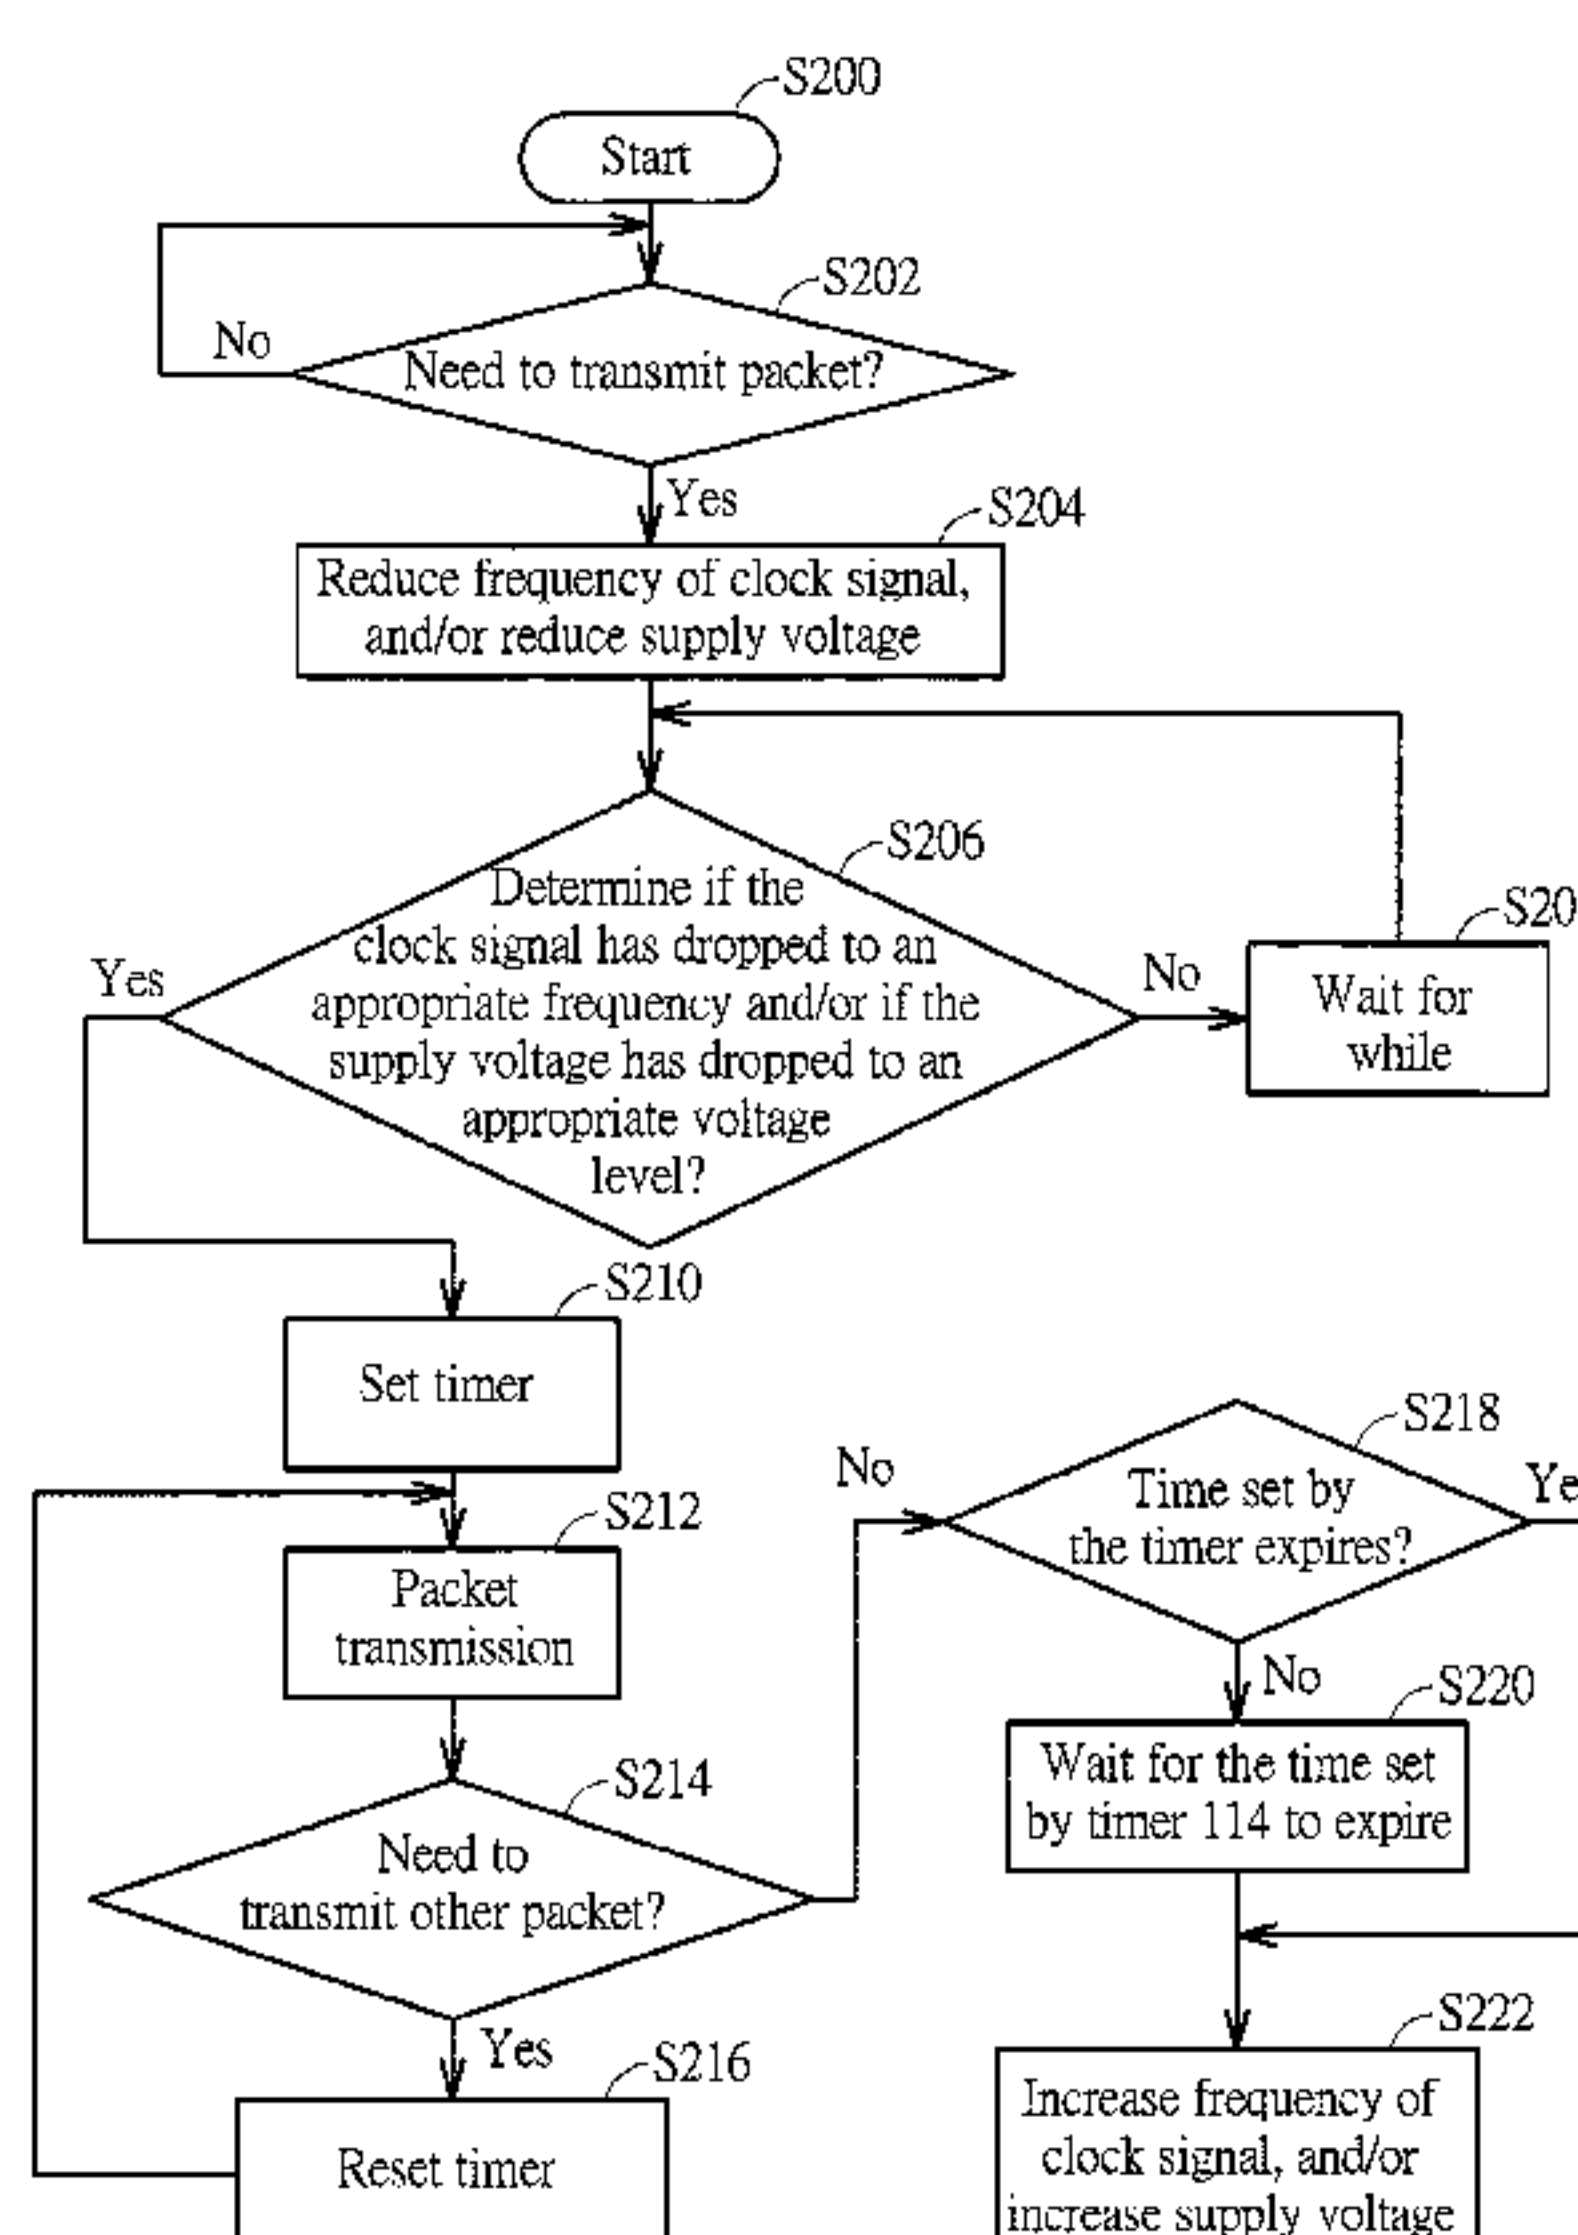 S200
Start
S202
No
Need to transmit packet?
Yes
S204
Reduce frequency of clock signal,
and/or reduce supply voltage
S206
Determine if the
clock signal has dropped to an
appropriate frequency and/or if the
supply voltage has dropped to an
appropriate voltage
level?
Yes
No
S20
Wait for
while
S210
Set timer
S212
Packet
transmission
S214
Need to
transmit other packet?
Yes
S216
Reset timer
No
S218
Time set by
the timer expires?
Ye
No
S220
Wait for the time set
by timer 114 to expire
S222
Increase frequency of
clock signal, and/or
increase supply voltage